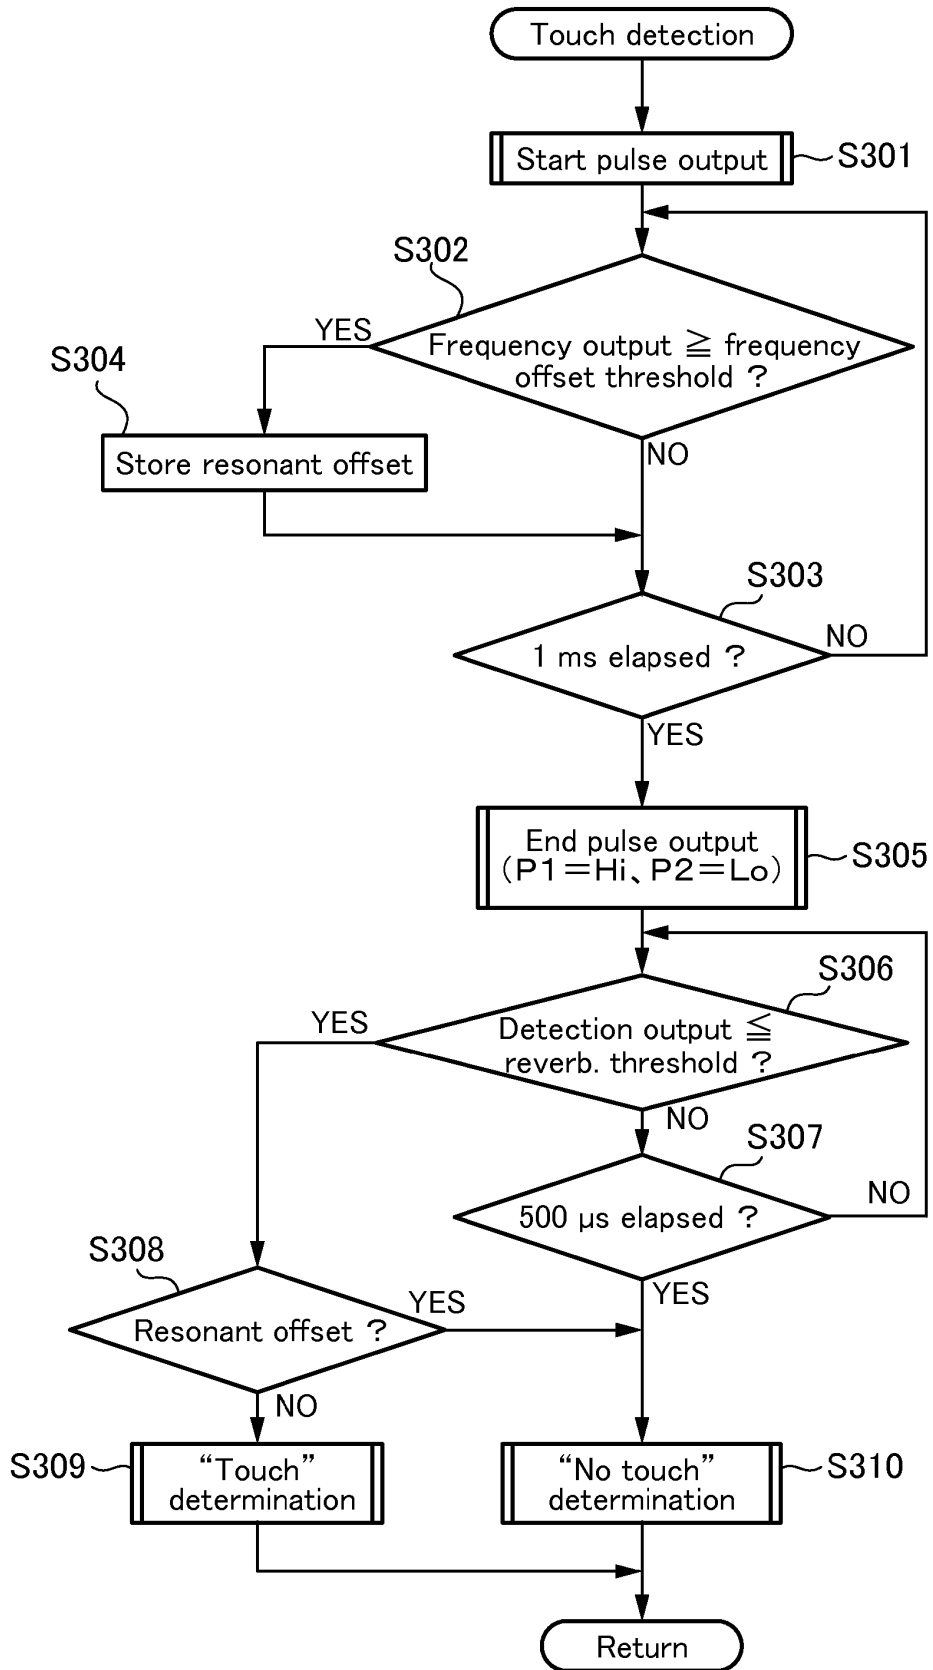 Touch detection
Start pulse output
S301
S302
YES
Frequency output ≧ frequency
offset threshold ?
S304
Store resonant offset
NO
S303
1 ms elapsed ?
NO
YES
End pulse output
(P1=Hi、P2=Lo)
S305
S306
YES
Detection output ≦
reverb. threshold ?
NO
S307
500 μs elapsed ?
NO
S308
YES
YES
Resonant offset ?
NO
S309
“Touch”
determination
“No touch”
determination
S310
Return